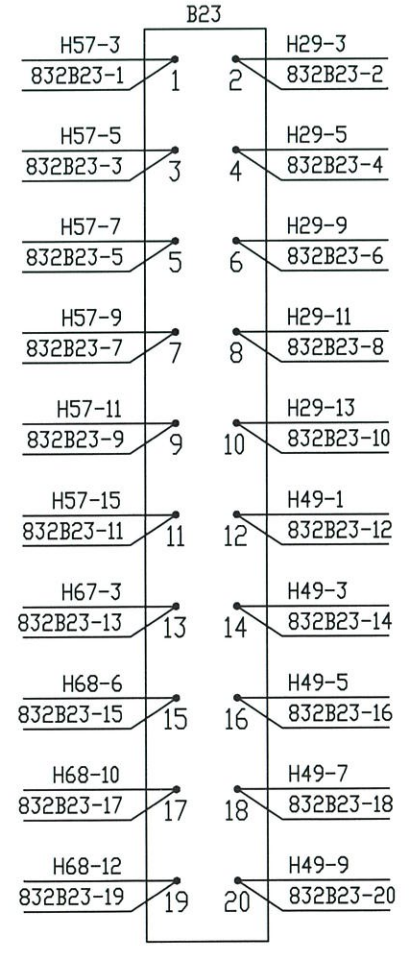 B23
H57-3 H29-3
832B23-1 1 2 832B23-2
H57-5 H29-5
832B23-3 3 4 832B23-4
H57-7 H29-9
832B23-5 5 6 832B23-6
H57-9 H29-11
832B23-7 7 8 832B23-8
H57-11 H29-13
832B23-9 9 10 832B23-10
H57-15 H49-1
832B23-11 11 12 832B23-12
H67-3 H49-3
832B23-13 13 14 832B23-14
H68-6 H49-5
832B23-15 15 16 832B23-16
H68-10 H49-7
832B23-17 17 18 832B23-18
H68-12 H49-9
832B23-19 19 20 832B23-20